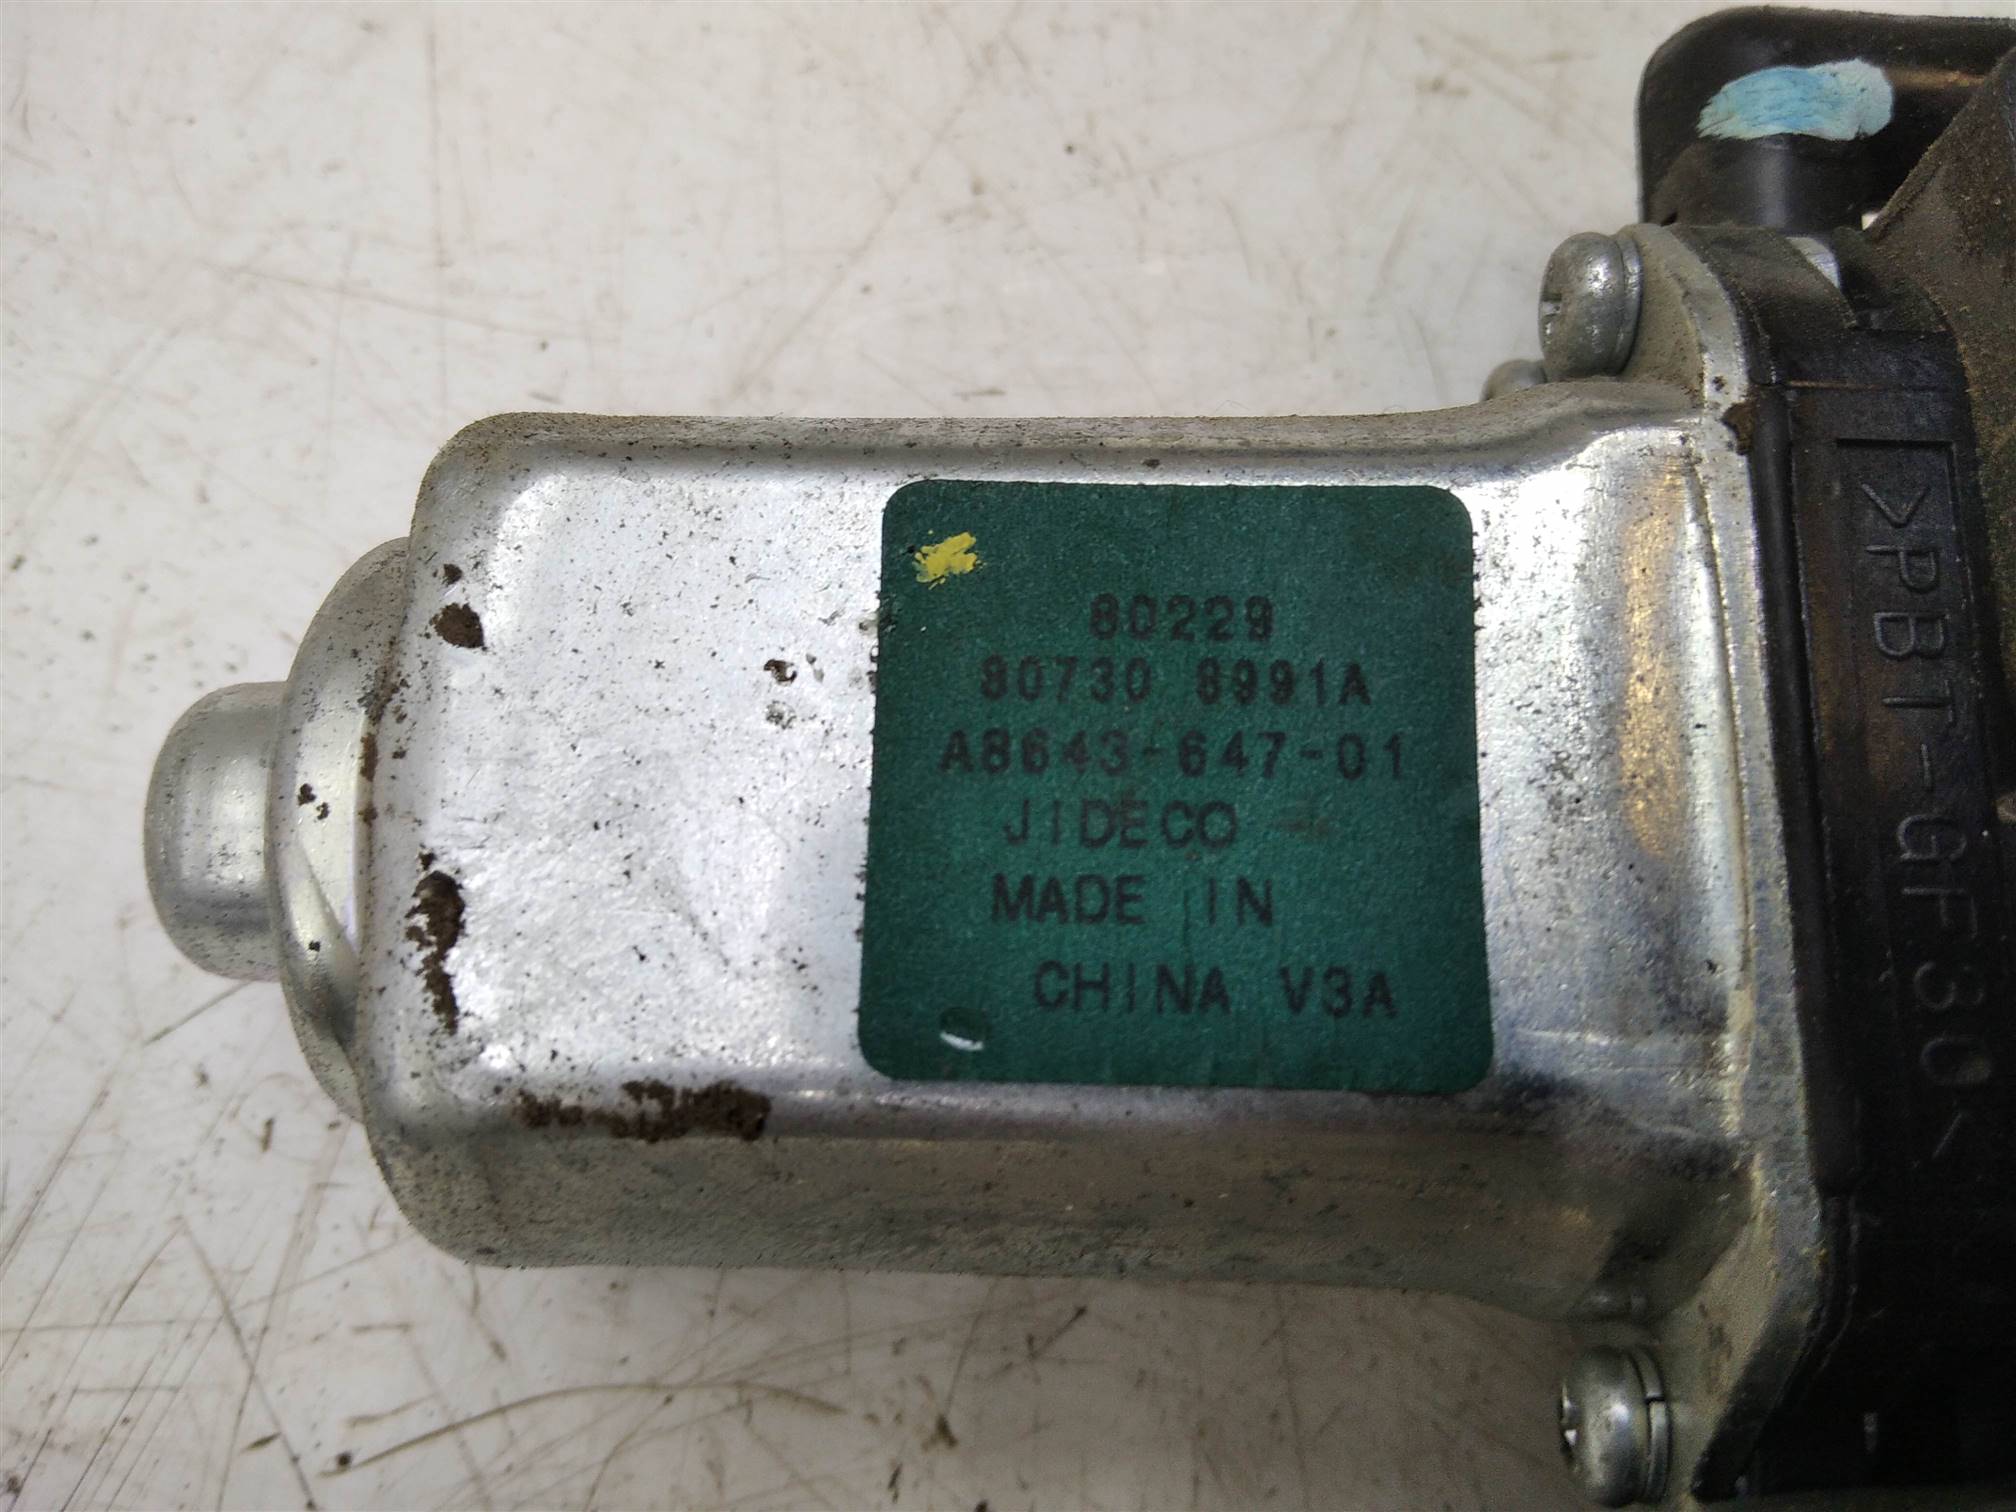 80229
80730 8991A
A8643-647-01
JIDECO
MADE IN
CHINA V3A
>PBT-GF30<